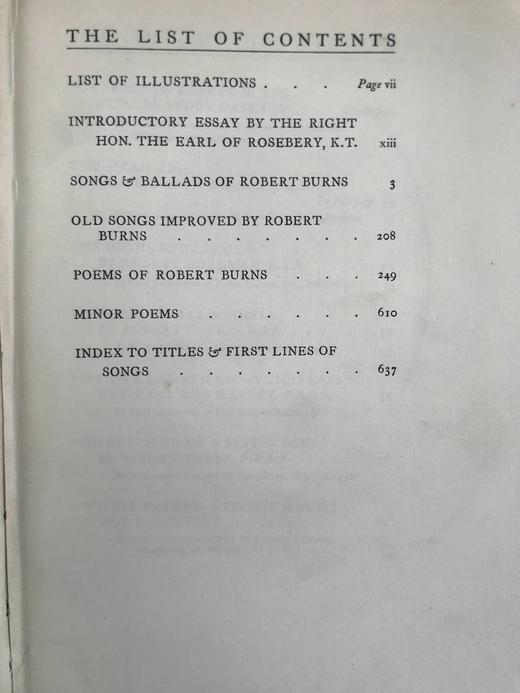 THE LIST OF CONTENTS
LIST OF ILLUSTRATIONS . . . Page vii
INTRODUCTORY ESSAY BY THE RIGHT
HON. THE EARL OF ROSEBERY, K.T. xiii
SONGS & BALLADS OF ROBERT BURNS 3
OLD SONGS IMPROVED BY ROBERT
BURNS . . . . . . . 208
POEMS OF ROBERT BURNS . . . 249
MINOR POEMS . . . . . . 610
INDEX TO TITLES & FIRST LINES OF
SONGS . . . . . . . 637